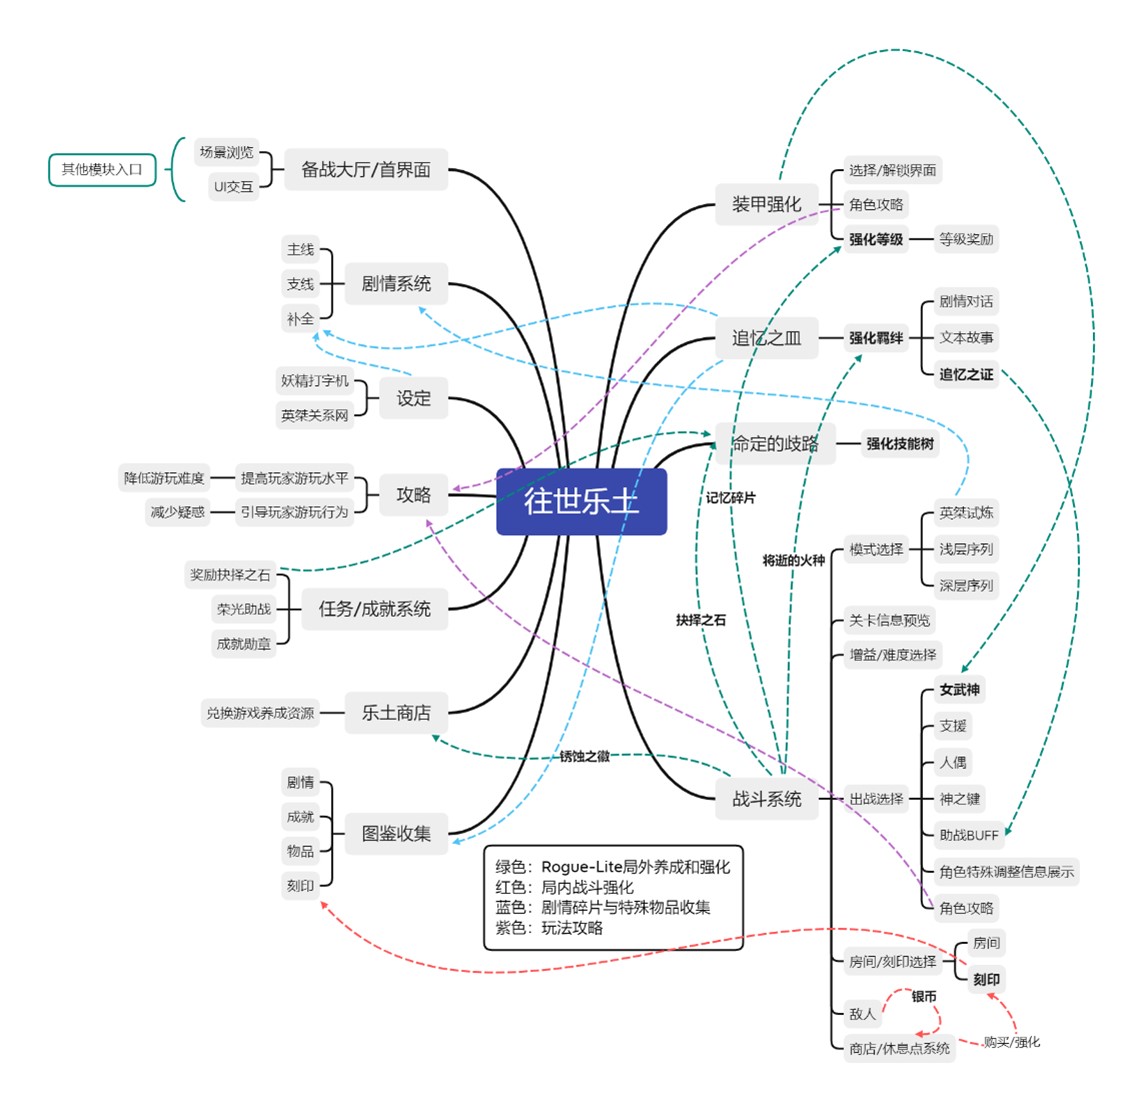 往世乐土
备战大厅/首界面
场景浏览
UI交互
其他模块入口
剧情系统
主线
支线
补全
设定
妖精打字机
英桀关系网
攻略
提高玩家游玩水平
降低游玩难度
引导玩家游玩行为
减少疑惑
任务/成就系统
奖励抉择之石
荣光助战
成就勋章
乐土商店
兑换游戏养成资源
图鉴收集
剧情
成就
物品
刻印
装甲强化
选择/解锁界面
角色攻略
强化等级
等级奖励
追忆之皿
强化羁绊
剧情对话
文本故事
追忆之证
命定的歧路
强化技能树
记忆碎片
将逝的火种
抉择之石
锈蚀之徽
战斗系统
模式选择
英桀试炼
浅层序列
深层序列
关卡信息预览
增益/难度选择
出战选择
女武神
支援
人偶
神之键
助战BUFF
角色特殊调整信息展示
角色攻略
房间/刻印选择
房间
刻印
敌人
银币
商店/休息点系统
购买/强化
绿色：Rogue-Lite局外养成和强化
红色：局内战斗强化
蓝色：剧情碎片与特殊物品收集
紫色：玩法攻略